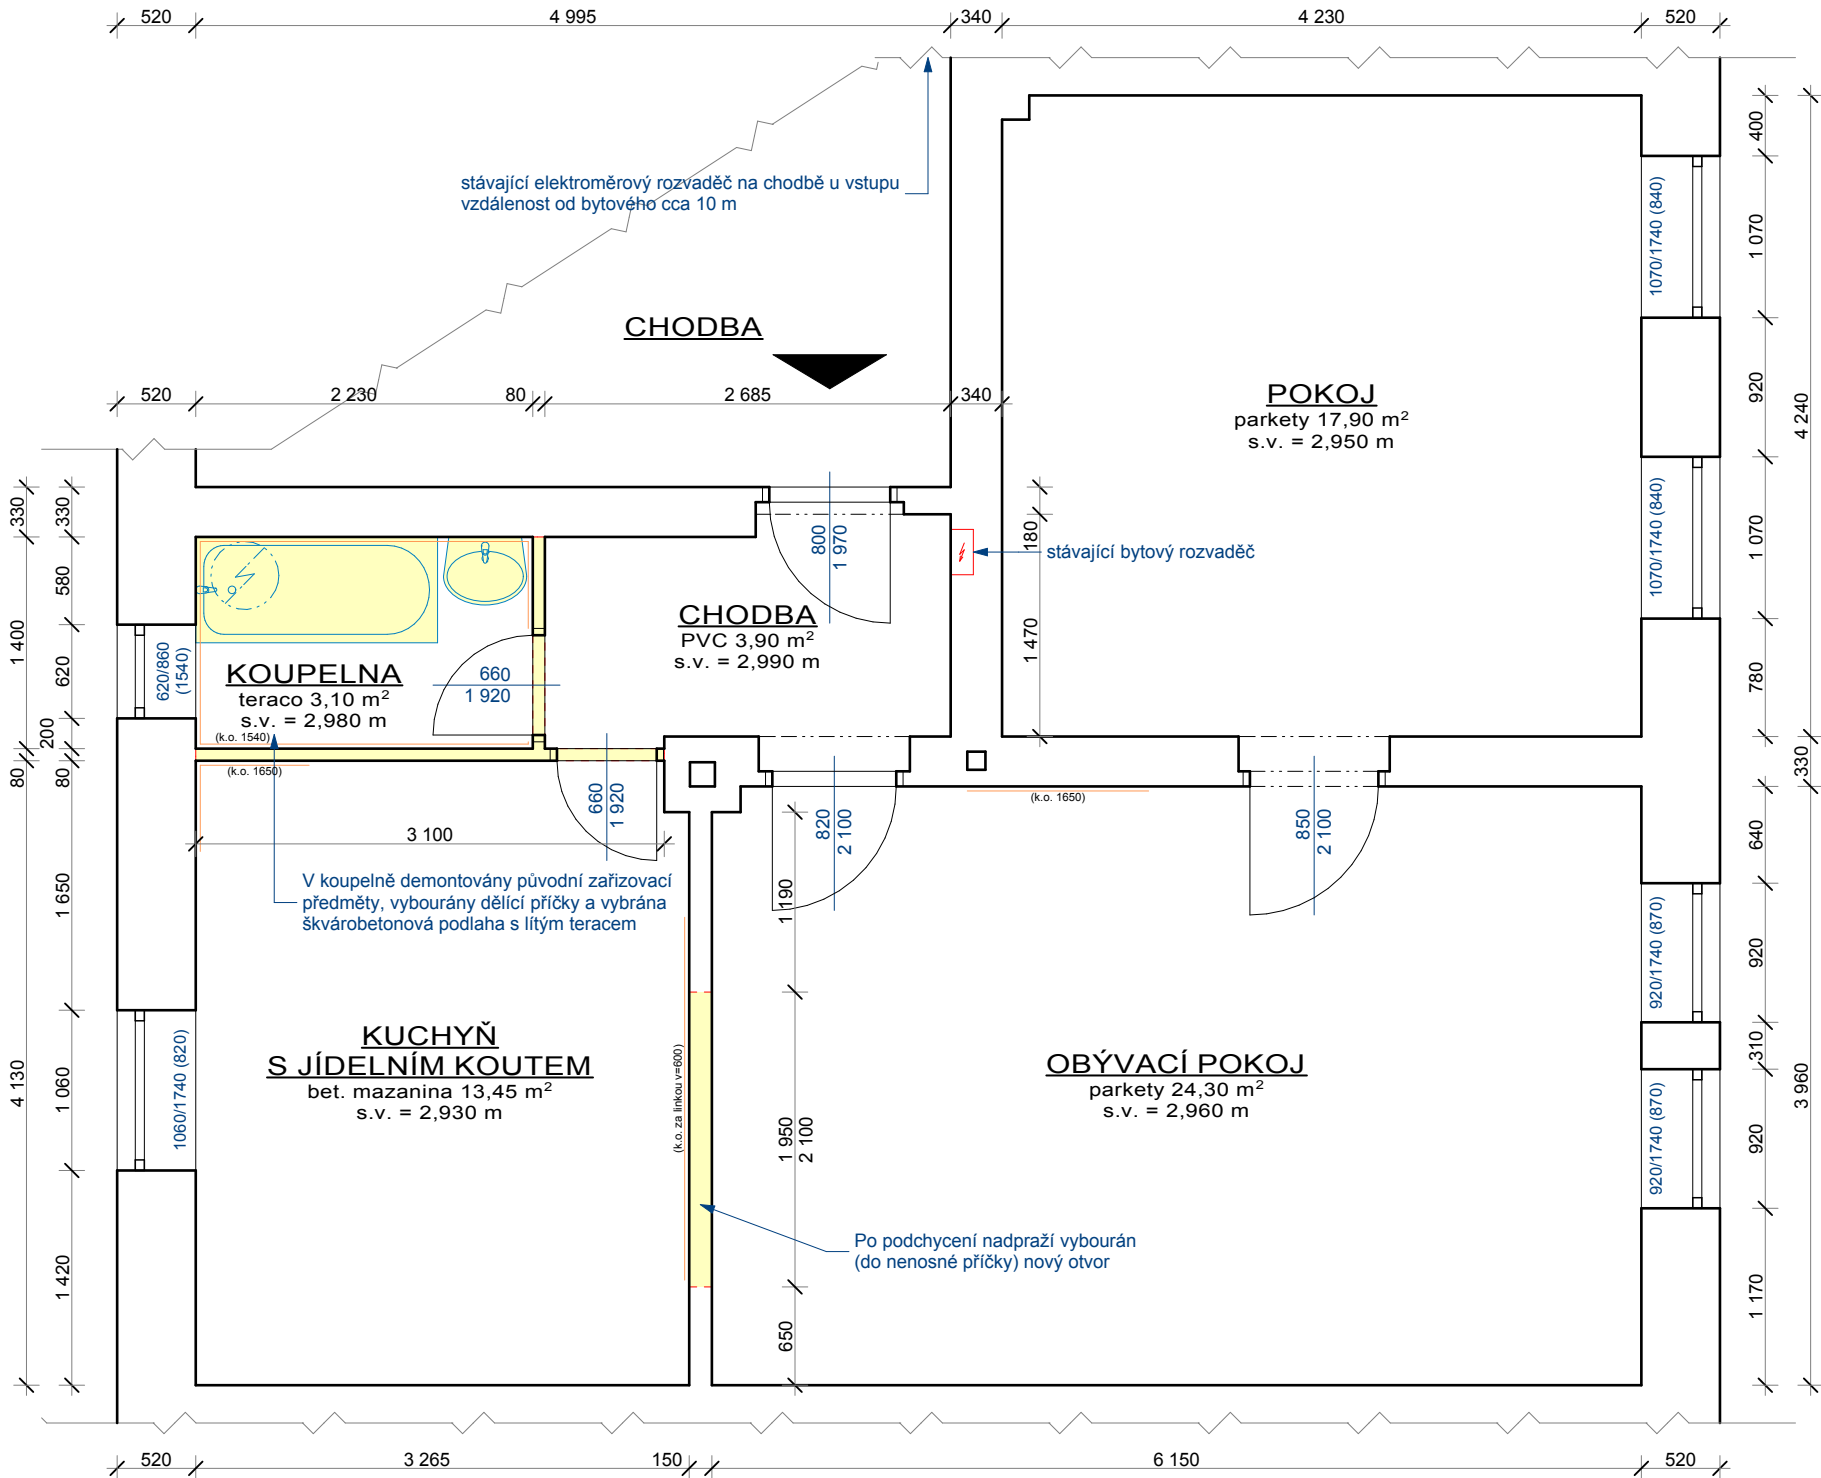 520
4 995
340
4 230
520
stávající elektroměrový rozvaděč na chodbě u vstupu
vzdálenost od bytového cca 10 m
CHODBA
520
2 230
80
2 685
340
POKOJ
parkety 17,90 m²
s.v. = 2,950 m
400
1 070
920
1 070
780
4 240
330
640
920
310
920
1 170
3 960
1070/1740 (840)
1070/1740 (840)
920/1740 (870)
920/1740 (870)
330
1 400
80
4 130
330
580
620
200
80
1 650
1 060
1 420
620/860
(1540)
1060/1740 (820)
800
1 970
180
1 470
stávající bytový rozvaděč
CHODBA
PVC 3,90 m²
s.v. = 2,990 m
KOUPELNA
teraco 3,10 m²
s.v. = 2,980 m
(k.o. 1540)
660
1 920
(k.o. 1650)
660
1 920
3 100
820
2 100
(k.o. 1650)
850
2 100
V koupelně demontovány původní zařizovací
předměty, vybourány dělící příčky a vybrána
škvárobetonová podlaha s lítým teracem
1 190
1 950
2 100
650
KUCHYŇ
S JÍDELNÍM KOUTEM
bet. mazanina 13,45 m²
s.v. = 2,930 m
(k.o. za linkou v=600)
OBÝVACÍ POKOJ
parkety 24,30 m²
s.v. = 2,960 m
Po podchycení nadpraží vybourán
(do nenosné příčky) nový otvor
520
3 265
150
6 150
520